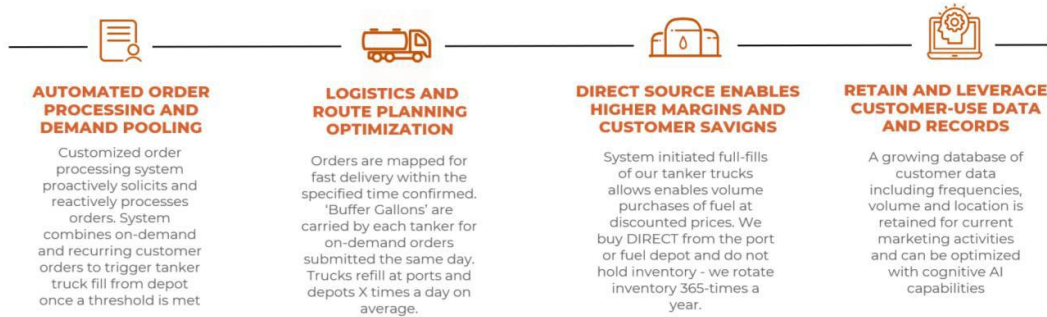 AUTOMATED ORDER
PROCESSING AND
DEMAND POOLING
Customized order
processing system
proactively solicits and
reactively processes
orders. System
combines on-demand
and recurring customer
orders to trigger tanker
truck fill from depot
once a threshold is met
LOGISTICS AND
ROUTE PLANNING
OPTIMIZATION
Orders are mapped for
fast delivery within the
specified time confirmed.
‘Buffer Gallons’ are
carried by each tanker for
on-demand orders
submitted the same day.
Trucks refill at ports and
depots X times a day on
average.
DIRECT SOURCE ENABLES
HIGHER MARGINS AND
CUSTOMER SAVIGNS
System initiated full-fills
of our tanker trucks
allows enables volume
purchases of fuel at
discounted prices. We
buy DIRECT from the port
or fuel depot and do not
hold inventory - we rotate
inventory 365-times a
year.
RETAIN AND LEVERAGE
CUSTOMER-USE DATA
AND RECORDS
A growing database of
customer data
including frequencies,
volume and location is
retained for current
marketing activities
and can be optimized
with cognitive AI
capabilities